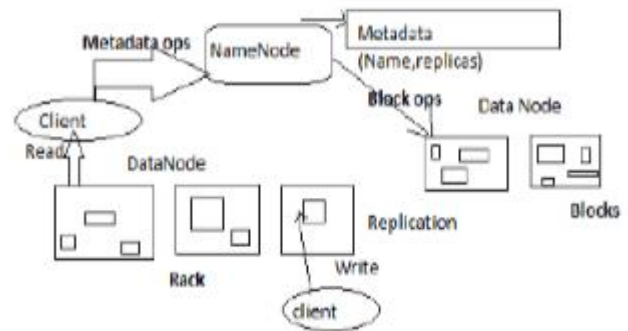 Metadata ops
NameNode
Metadata
(Name,replicas)
Block ops
Data Node
Client
Read
DataNode
Replication
Blocks
Rack
Write
client